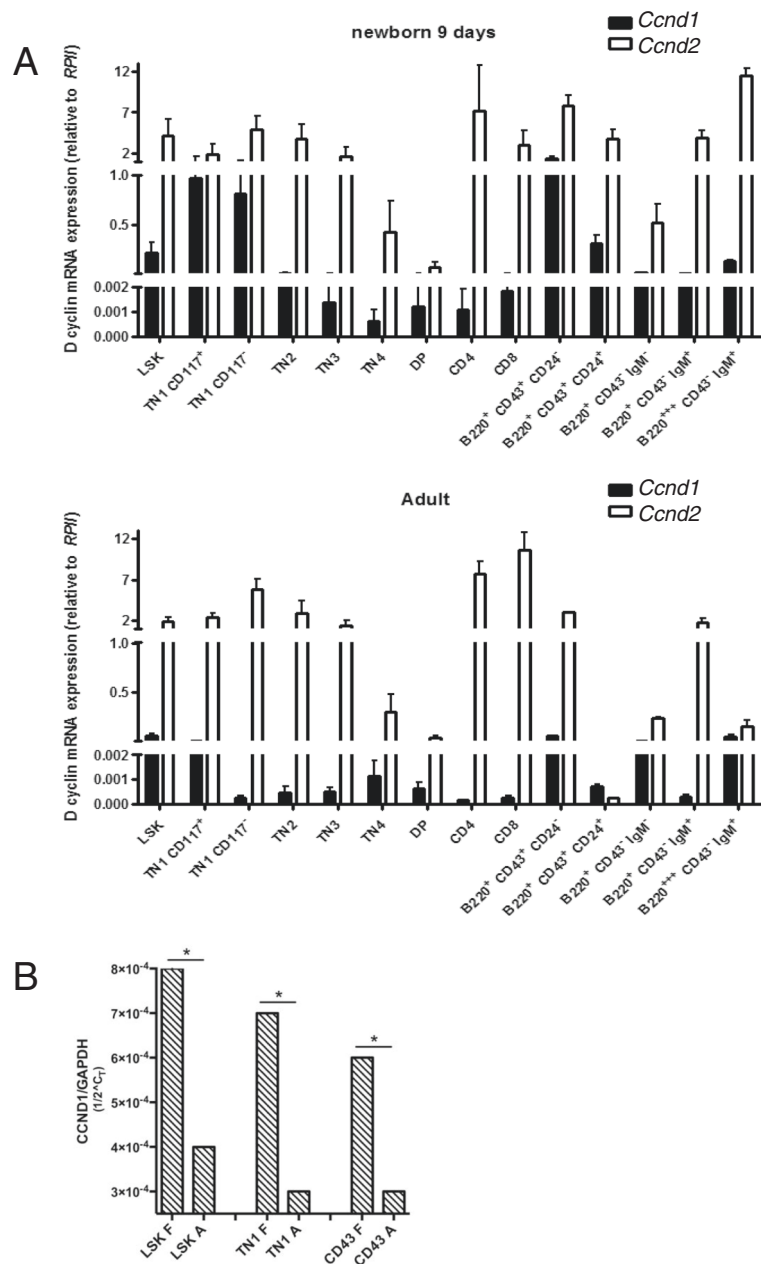 A
newborn 9 days
Ccnd1
Ccnd2
D cyclin mRNA expression (relative to RPII)
12
7
2
1.0
0.5
0.002
0.001
0.000
LSK
TN1 CD117+
TN1 CD117-
TN2
TN3
TN4
DP
CD4
CD8
B220+ CD43+ CD24-
B220+ CD43+ CD24+
B220+ CD43- IgM-
B220+ CD43- IgM+
B220+++ CD43- IgM+
Adult
Ccnd1
Ccnd2
D cyclin mRNA expression (relative to RPII)
12
7
2
1.0
0.5
0.002
0.001
0.000
LSK
TN1 CD117+
TN1 CD117-
TN2
TN3
TN4
DP
CD4
CD8
B220+ CD43+ CD24-
B220+ CD43+ CD24+
B220+ CD43- IgM-
B220+ CD43- IgM+
B220+++ CD43- IgM+
B
CCND1/GAPDH
(1/2^CT)
8×10-4
7×10-4
6×10-4
5×10-4
4×10-4
3×10-4
*
*
*
LSK F
LSK A
TN1 F
TN1 A
CD43 F
CD43 A